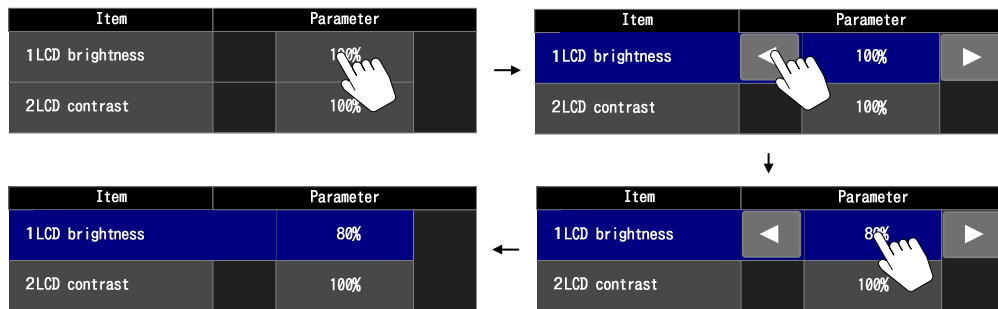 Item Parameter
1LCD brightness 100%
2LCD contrast 100%
Item Parameter
1LCD brightness 100%
2LCD contrast 100%
Item Parameter
1LCD brightness 80%
2LCD contrast 100%
Item Parameter
1LCD brightness 80%
2LCD contrast 100%